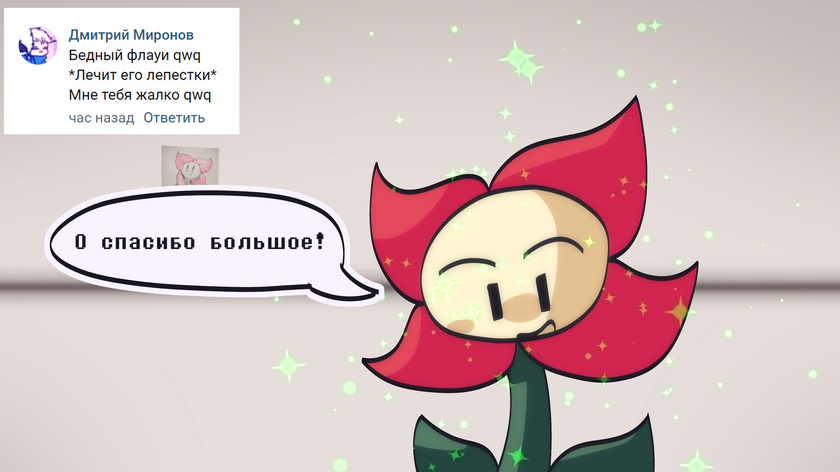 Дмитрий Миронов
Бедный флауи qwq
*Лечит его лепестки*
Мне тебя жалко qwq
час назад Ответить
О спасибо большое!